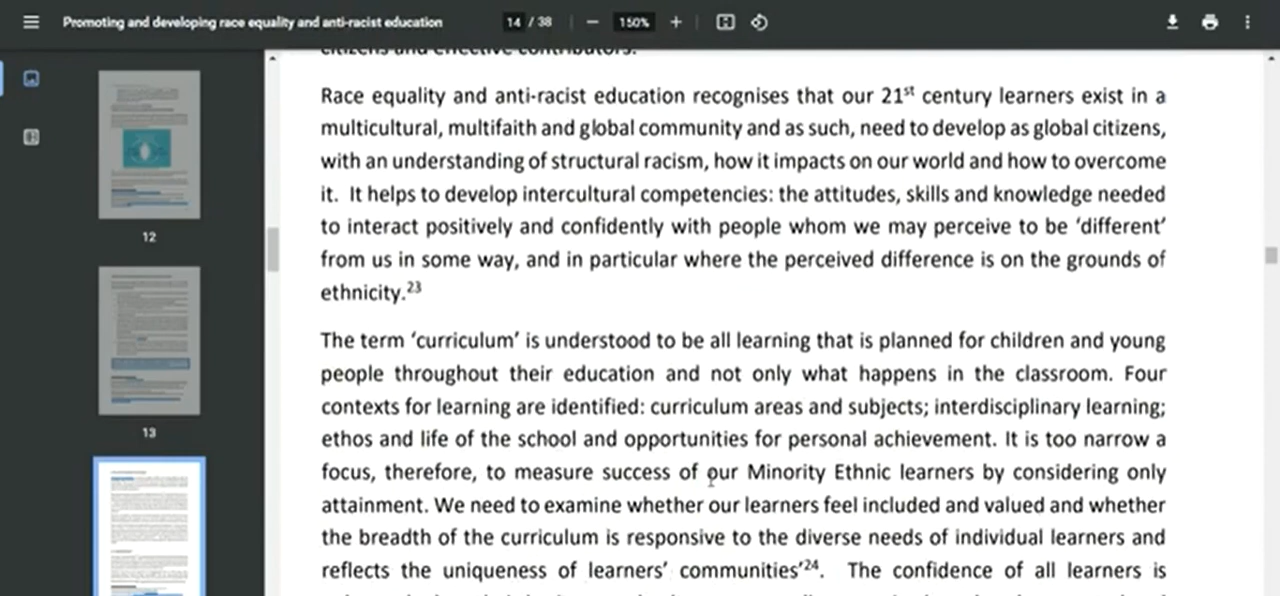 Promoting and developing race equality and anti-racist education
14 / 38
150%
12
13
citizens and effective contributors.
Race equality and anti-racist education recognises that our 21st century learners exist in a
multicultural, multifaith and global community and as such, need to develop as global citizens,
with an understanding of structural racism, how it impacts on our world and how to overcome
it. It helps to develop intercultural competencies: the attitudes, skills and knowledge needed
to interact positively and confidently with people whom we may perceive to be ‘different’
from us in some way, and in particular where the perceived difference is on the grounds of
ethnicity.23
The term ‘curriculum’ is understood to be all learning that is planned for children and young
people throughout their education and not only what happens in the classroom. Four
contexts for learning are identified: curriculum areas and subjects; interdisciplinary learning;
ethos and life of the school and opportunities for personal achievement. It is too narrow a
focus, therefore, to measure success of our Minority Ethnic learners by considering only
attainment. We need to examine whether our learners feel included and valued and whether
the breadth of the curriculum is responsive to the diverse needs of individual learners and
reflects the uniqueness of learners’ communities’24. The confidence of all learners is